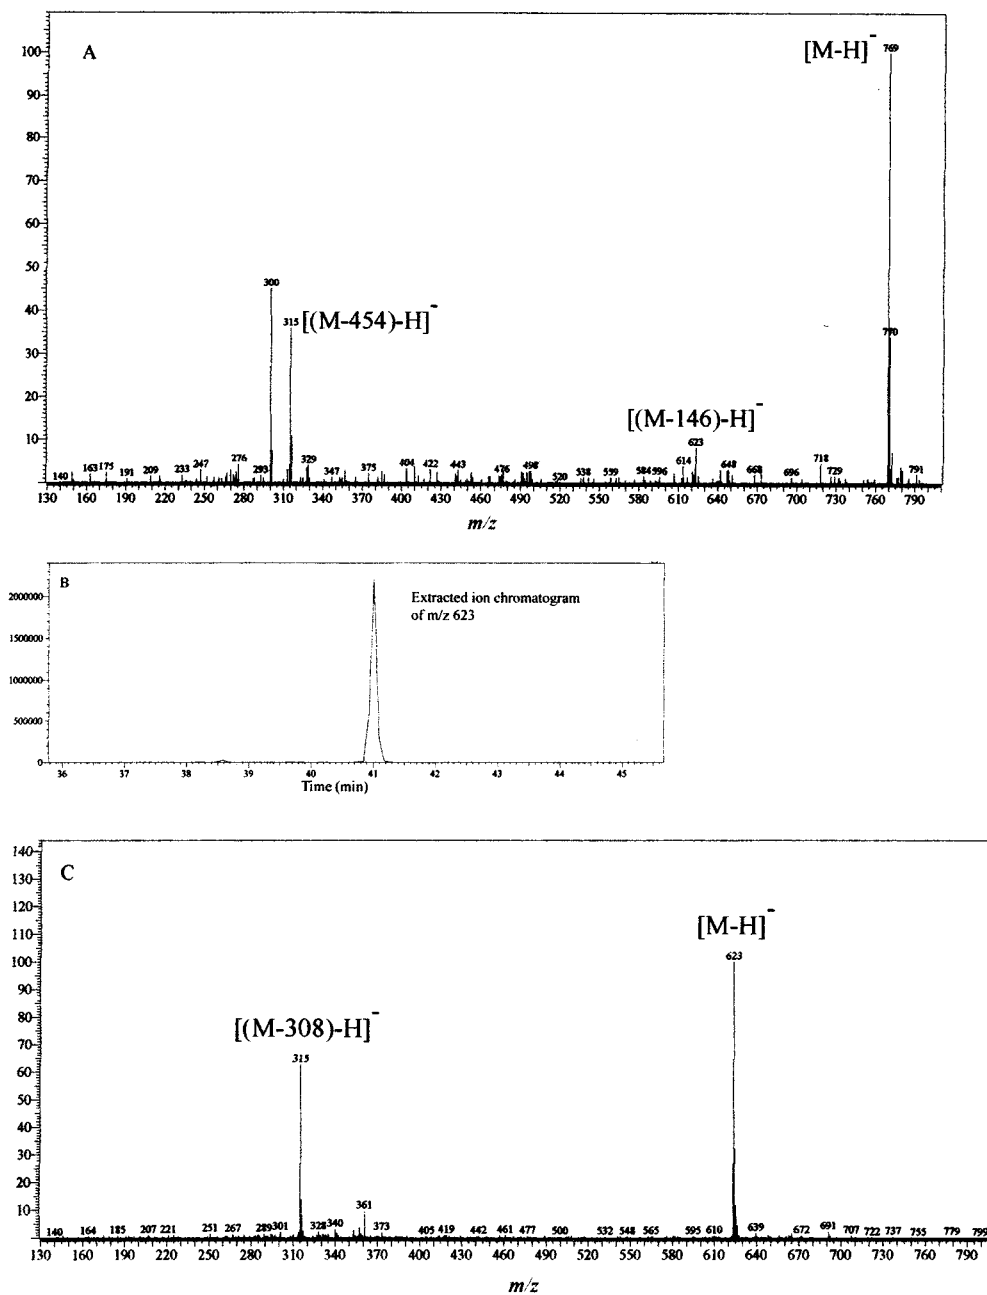 A
[M-H]⁻
769
100
90
80
70
60
50
40
30
20
10
300
315
[(M-454)-H]⁻
770
[(M-146)-H]⁻
623
140 163 175 191 209 233 247 276 293 329 347 375 404 422 443 476 498 520 538 559 584 596 614 648 668 696 718 729 791
130 160 190 220 250 280 310 340 370 400 430 460 490 520 550 580 610 640 670 700 730 760 790
m/z
B
Extracted ion chromatogram
of m/z 623
2000000
1500000
1000000
500000
0
36 37 38 39 40 41 42 43 44 45
Time (min)
C
[M-H]⁻
623
140
130
120
110
100
90
80
70
60
50
40
30
20
10
[(M-308)-H]⁻
315
361
140 164 185 207 221 251 267 289 301 328 340 373 405 419 442 461 477 500 532 548 565 595 610 639 672 691 707 722 737 755 779 799
130 160 190 220 250 280 310 340 370 400 430 460 490 520 550 580 610 640 670 700 730 760 790
m/z